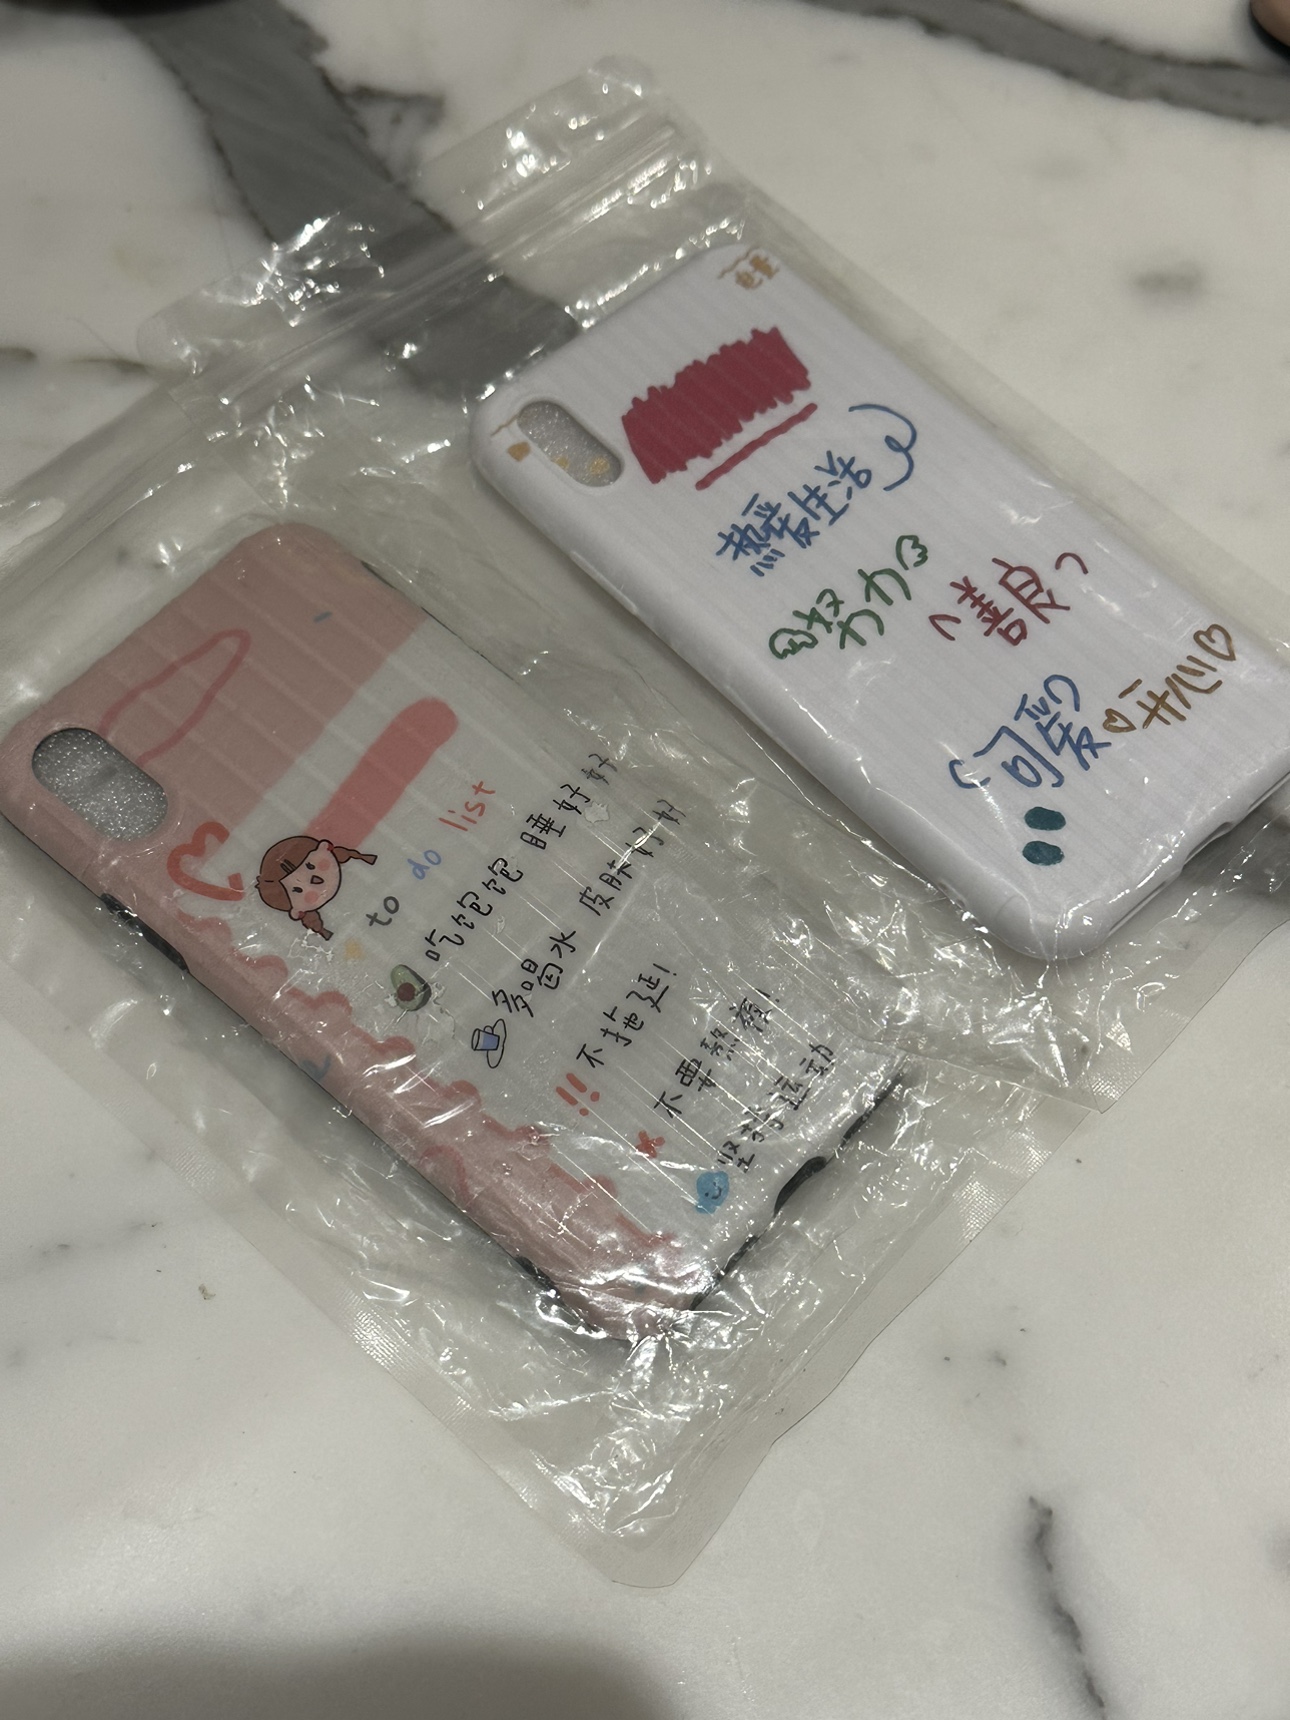 to do list
吃饱饱 睡好好
多喝水 皮肤好好
不拖延!
不要熬夜!
坚持运动
热爱生活
努力
善良
可爱
开心